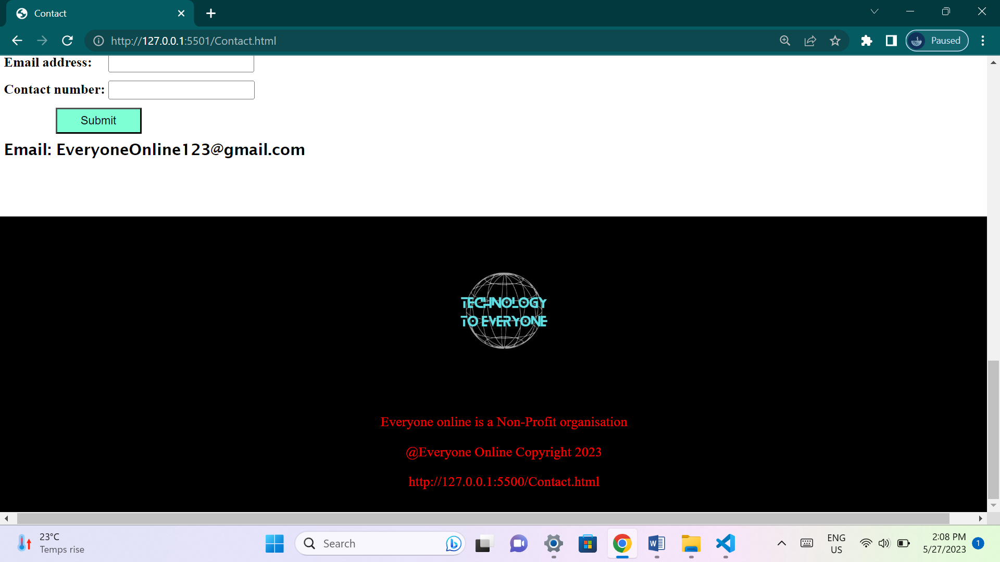 Contact
http://127.0.0.1:5501/Contact.html
Paused
Email address:
Contact number:
Submit
Email: EveryoneOnline123@gmail.com
TECHNOLOGY
TO EVERYONE
Everyone online is a Non-Profit organisation
@Everyone Online Copyright 2023
http://127.0.0.1:5500/Contact.html
23°C
Temps rise
Search
W
ENG
US
2:08 PM
5/27/2023
1